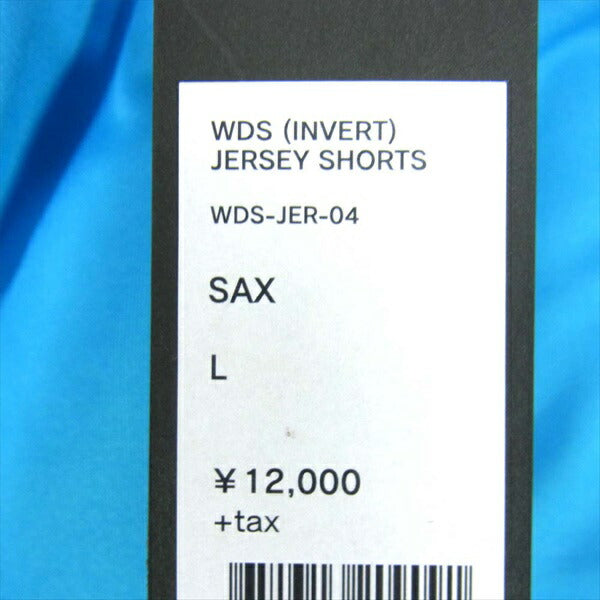 WDS (INVERT)
JERSEY SHORTS
WDS-JER-04
SAX
L
¥12,000
+tax